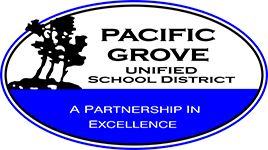 PACIFIC
GROVE
UNIFIED
SCHOOL DISTRICT
A PARTNERSHIP IN
EXCELLENCE